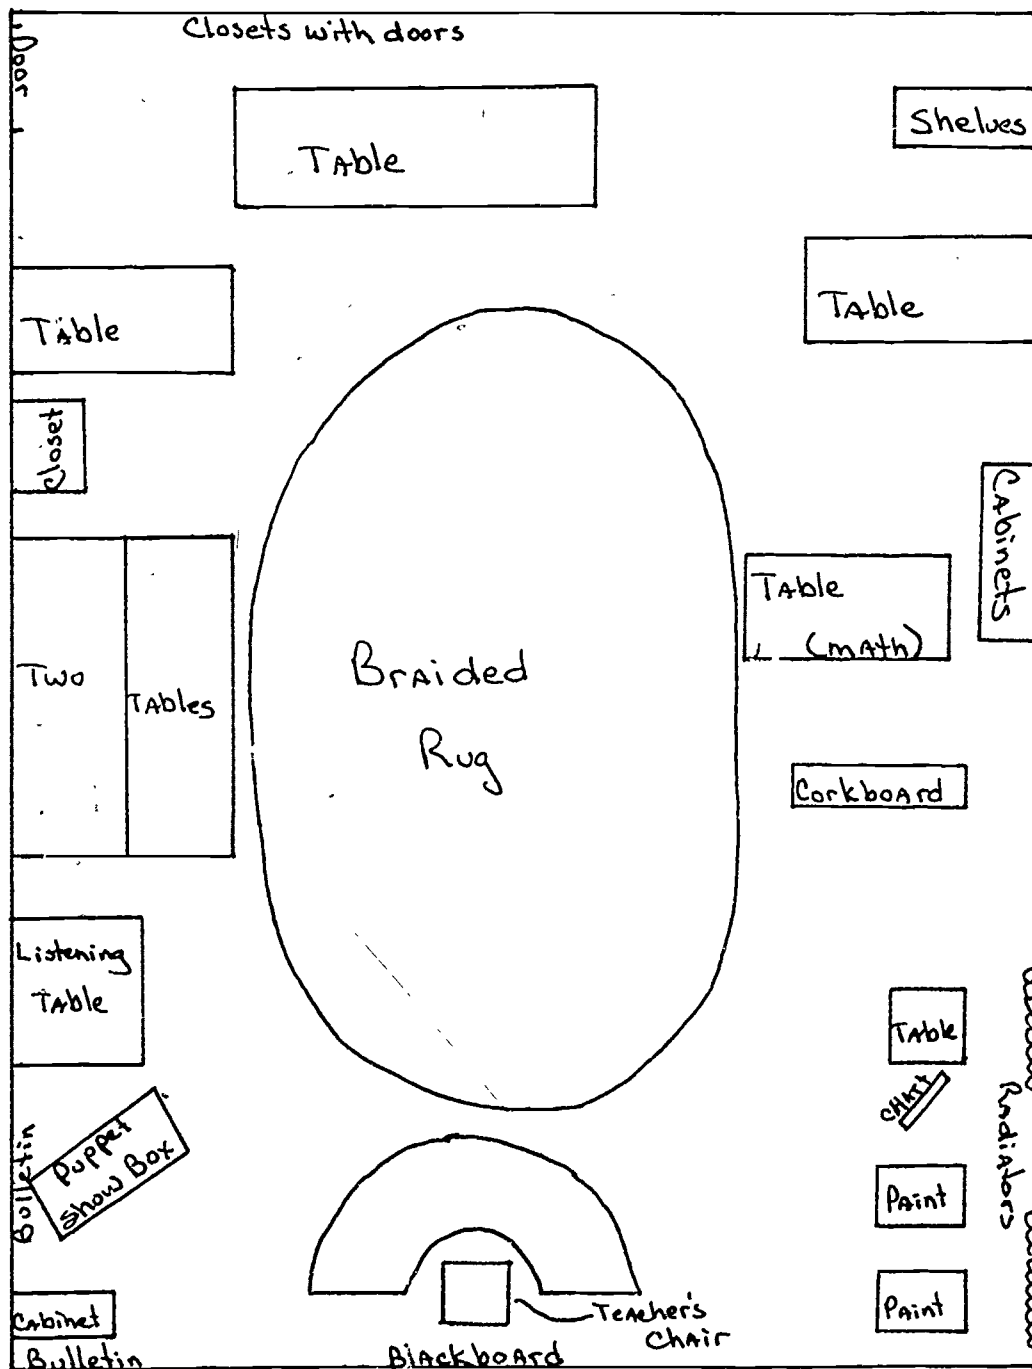 Closets with doors
Door
Table
Shelves
Table
Table
Closet
Cabinets
Table
(math)
Two
Tables
Braided
Rug
Corkboard
Listening
Table
Table
CHART
Radiators
Bulletin
Puppet
Show Box
Paint
Paint
Cabinet
Teacher's
Chair
Bulletin
Blackboard